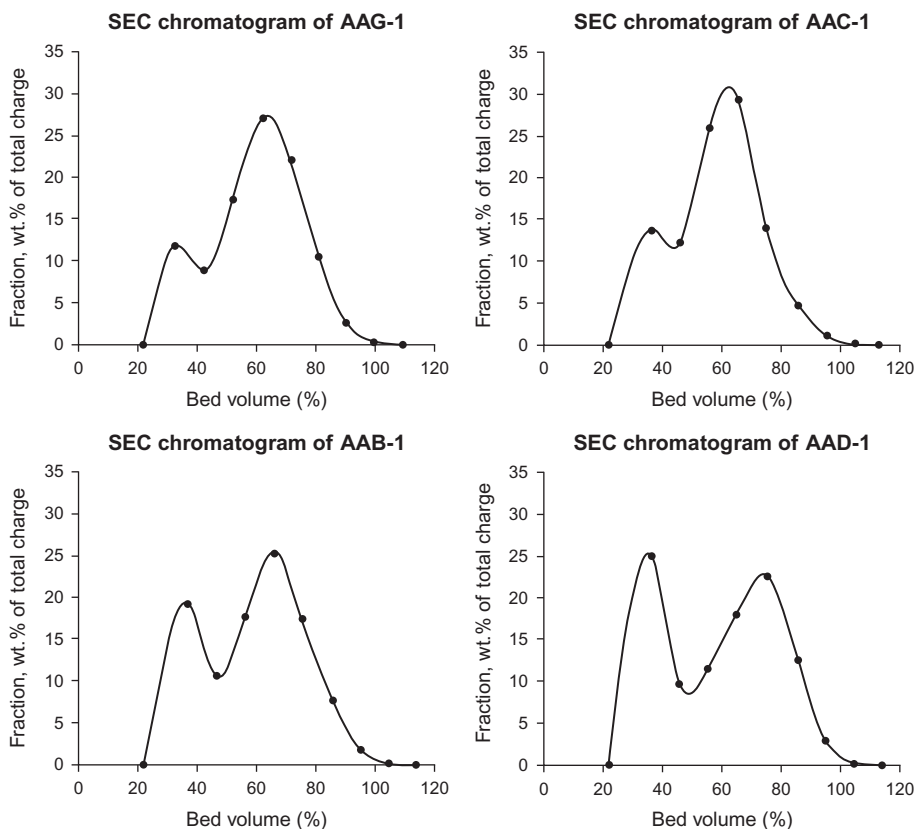 SEC chromatogram of AAG-1
Fraction, wt.% of total charge
35
30
25
20
15
10
5
0
0 20 40 60 80 100 120
Bed volume (%)
SEC chromatogram of AAC-1
Fraction, wt.% of total charge
35
30
25
20
15
10
5
0
0 20 40 60 80 100 120
Bed volume (%)
SEC chromatogram of AAB-1
Fraction, wt.% of total charge
35
30
25
20
15
10
5
0
0 20 40 60 80 100 120
Bed volume (%)
SEC chromatogram of AAD-1
Fraction, wt.% of total charge
35
30
25
20
15
10
5
0
0 20 40 60 80 100 120
Bed volume (%)